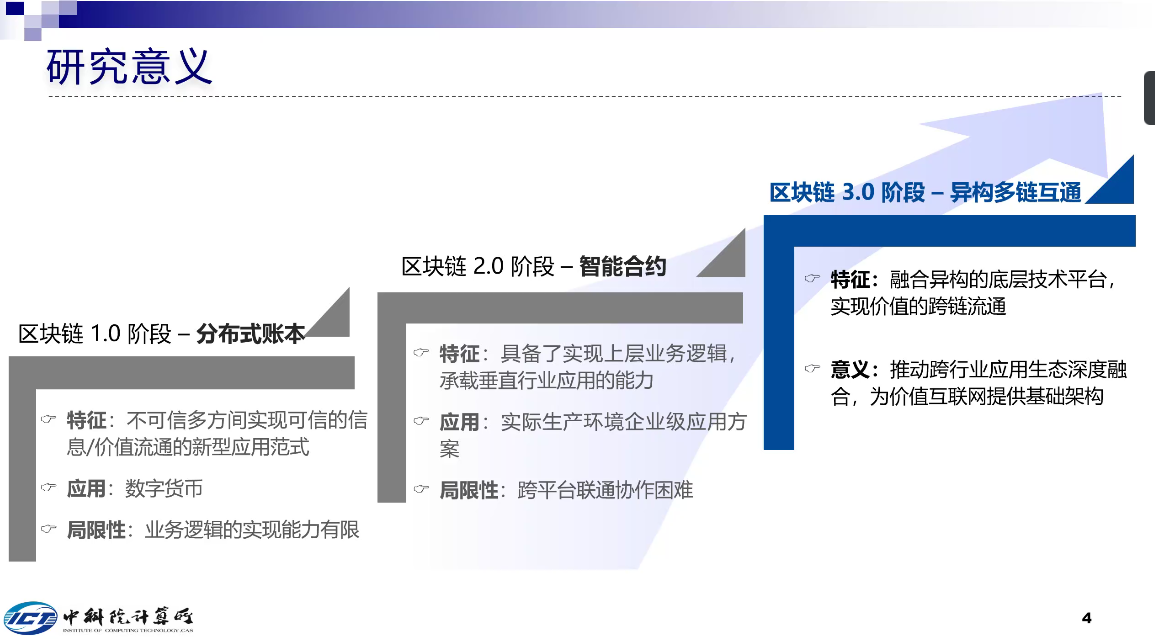 研究意义
区块链 1.0 阶段 – 分布式账本
特征：不可信多方间实现可信的信
息/价值流通的新型应用范式
应用：数字货币
局限性：业务逻辑的实现能力有限
区块链 2.0 阶段 – 智能合约
特征：具备了实现上层业务逻辑，
承载垂直行业应用的能力
应用：实际生产环境企业级应用方
案
局限性：跨平台联通协作困难
区块链 3.0 阶段 – 异构多链互通
特征：融合异构的底层技术平台，
实现价值的跨链流通
意义：推动跨行业应用生态深度融
合，为价值互联网提供基础架构
ICT 中科院计算所
INSTITUTE OF COMPUTING TECHNOLOGY, CAS
4